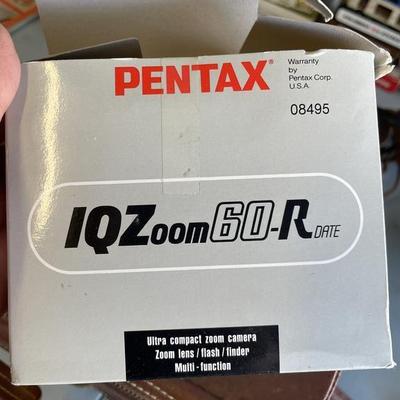 PENTAX®
Warranty
by
Pentax Corp.
U.S.A.
08495
IQZoom60-R DATE
Ultra compact zoom camera
Zoom lens/flash/finder
Multi-function